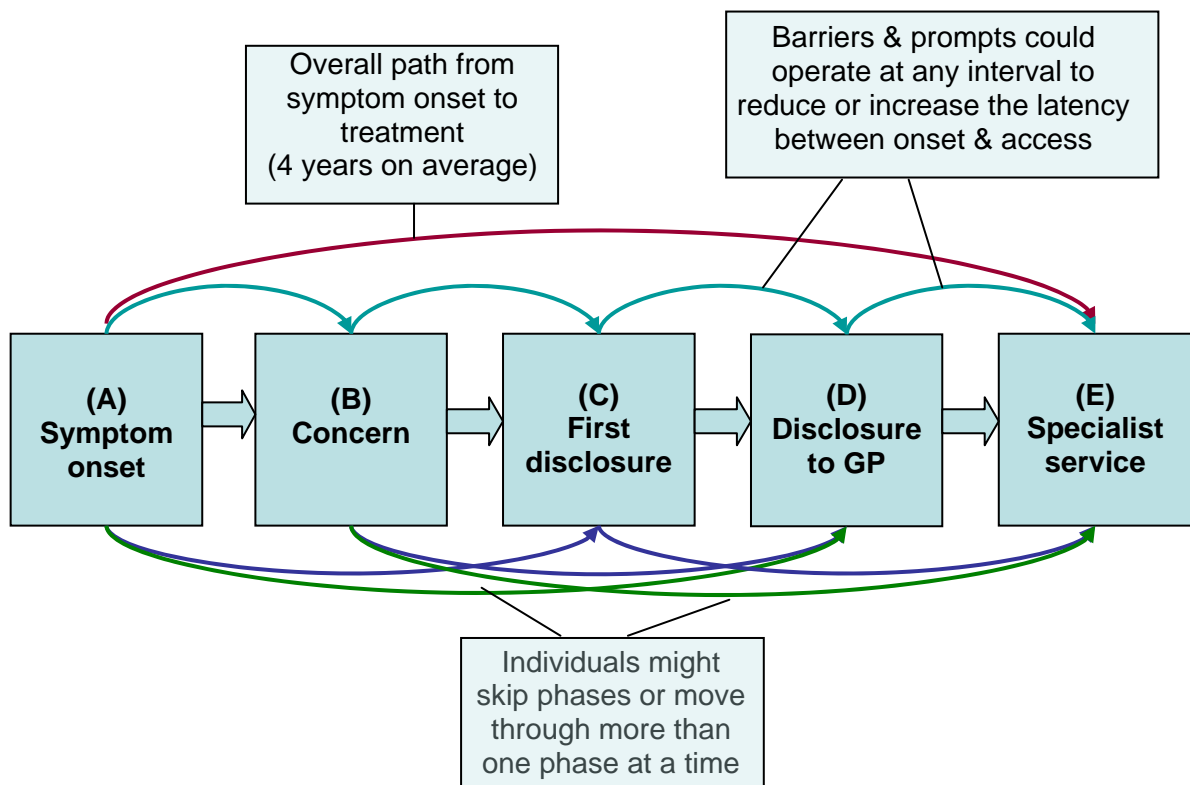 Overall path from
symptom onset to
treatment
(4 years on average)
Barriers & prompts could
operate at any interval to
reduce or increase the latency
between onset & access
(A)
Symptom
onset
(B)
Concern
(C)
First
disclosure
(D)
Disclosure
to GP
(E)
Specialist
service
Individuals might
skip phases or move
through more than
one phase at a time